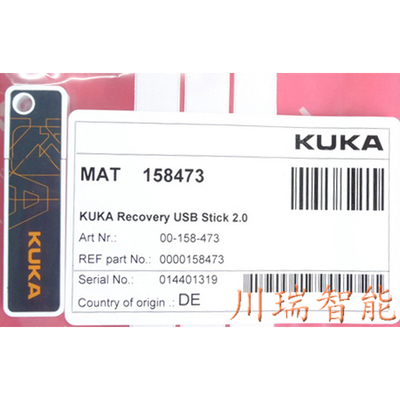 KUKA
KUKA
KUKA
MAT 158473
KUKA Recovery USB Stick 2.0
Art Nr.: 00-158-473
REF part No.: 0000158473
Serial No.: 014401319
Country of origin .: DE
川瑞智能